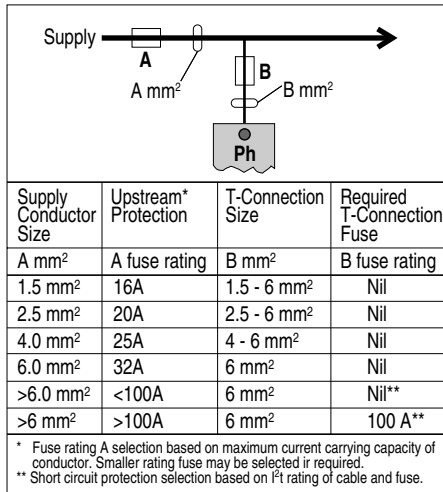 Supply
A
B
A mm²
B mm²
Ph
Supply Conductor Size | Upstream* Protection | T-Connection Size | Required T-Connection Fuse
A mm² | A fuse rating | B mm² | B fuse rating
1.5 mm² | 16A | 1.5 - 6 mm² | Nil
2.5 mm² | 20A | 2.5 - 6 mm² | Nil
4.0 mm² | 25A | 4 - 6 mm² | Nil
6.0 mm² | 32A | 6 mm² | Nil
>6.0 mm² | <100A | 6 mm² | Nil**
>6 mm² | >100A | 6 mm² | 100 A**
* Fuse rating A selection based on maximum current carrying capacity of
conductor. Smaller rating fuse may be selected ir required.
** Short circuit protection selection based on I²t rating of cable and fuse.